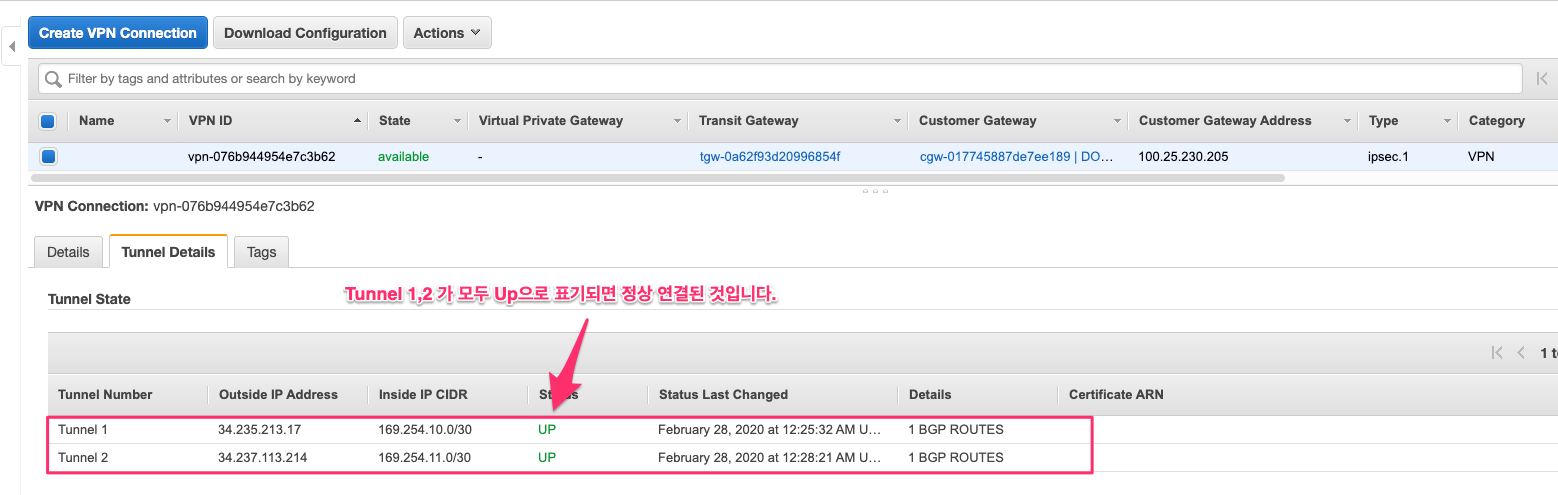 Create VPN Connection Download Configuration Actions
Filter by tags and attributes or search by keyword
Name VPN ID State Virtual Private Gateway Transit Gateway Customer Gateway Customer Gateway Address Type Category
vpn-076b944954e7c3b62 available - tgw-0a62f93d20996854f cgw-017745887de7ee189 | DO... 100.25.230.205 ipsec.1 VPN
VPN Connection: vpn-076b944954e7c3b62
Details Tunnel Details Tags
Tunnel 1,2 가 모두 Up으로 표기되면 정상 연결된 것입니다.
Tunnel State
1 to
Tunnel Number Outside IP Address Inside IP CIDR Status Status Last Changed Details Certificate ARN
Tunnel 1 34.235.213.17 169.254.10.0/30 UP February 28, 2020 at 12:25:32 AM U... 1 BGP ROUTES
Tunnel 2 34.237.113.214 169.254.11.0/30 UP February 28, 2020 at 12:28:21 AM U... 1 BGP ROUTES